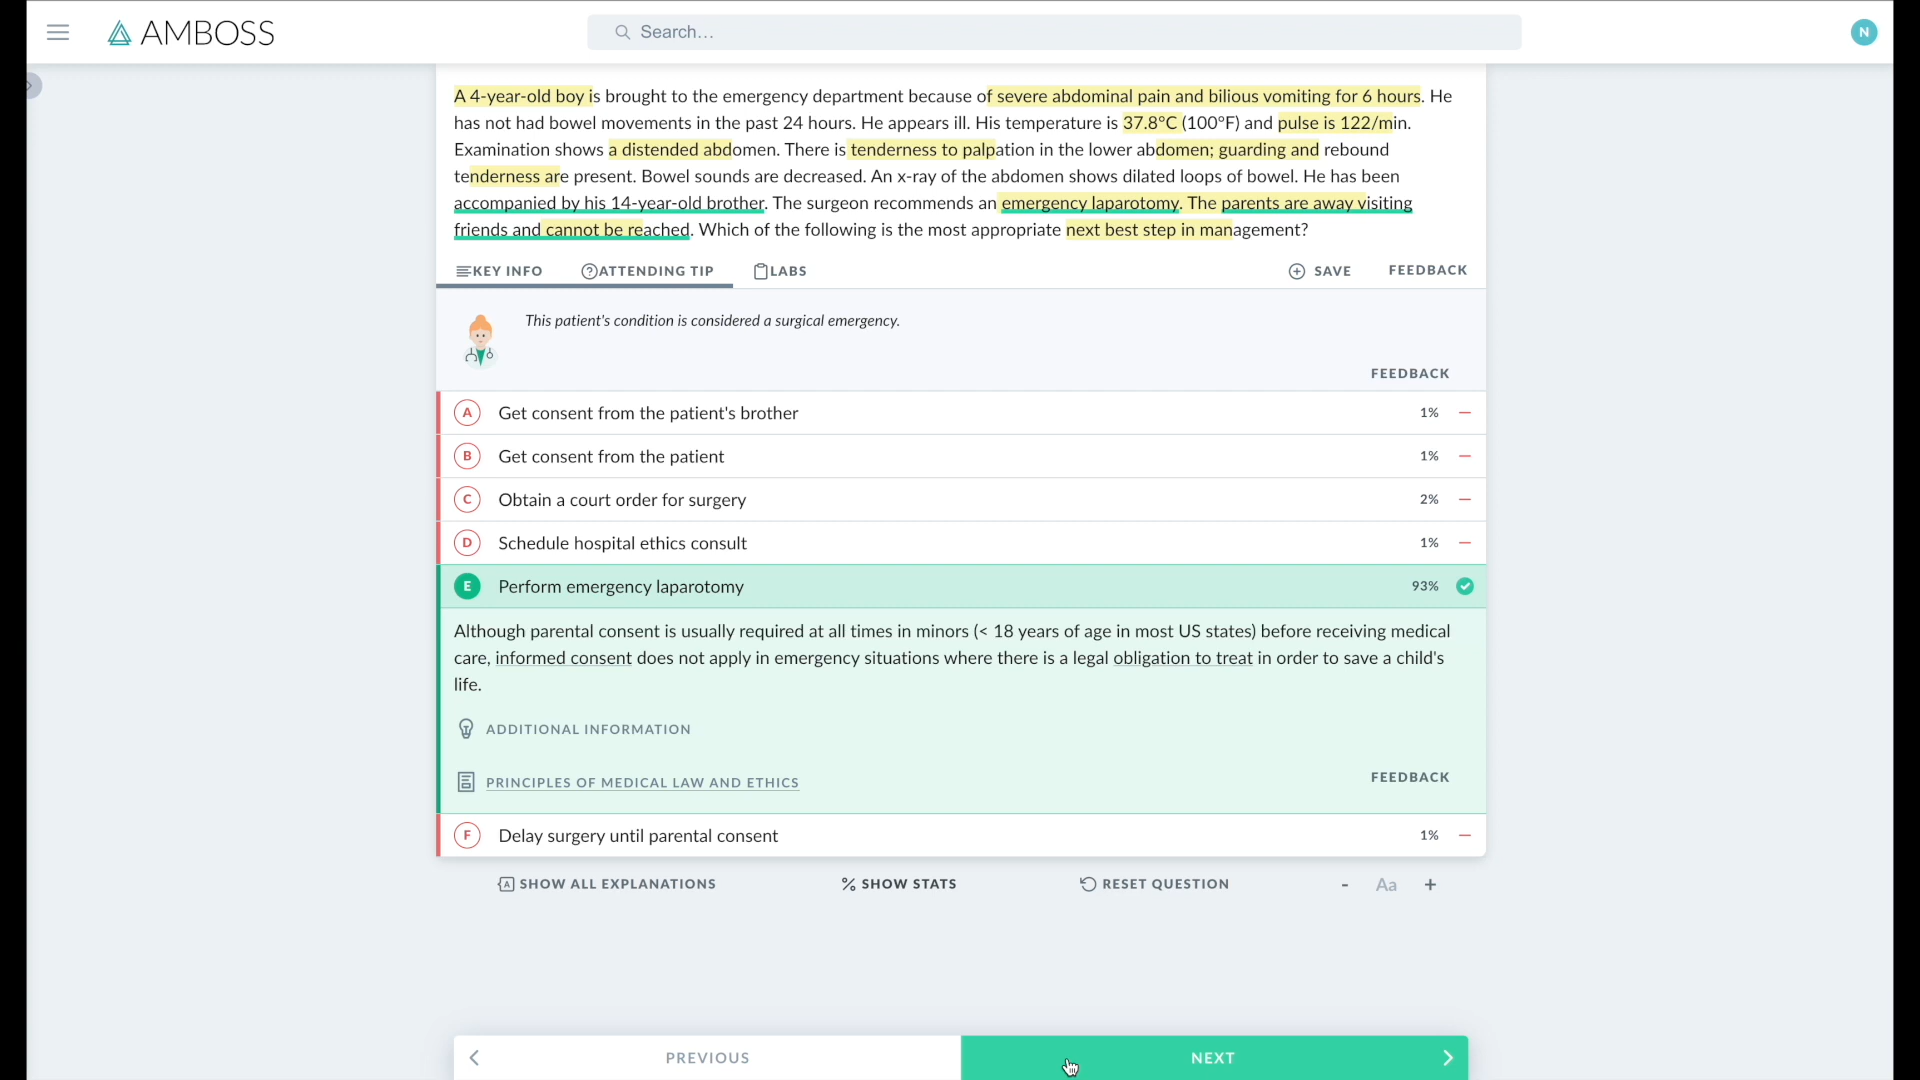 AMBOSS
Search...
N
A 4-year-old boy is brought to the emergency department because of severe abdominal pain and bilious vomiting for 6 hours. He
has not had bowel movements in the past 24 hours. He appears ill. His temperature is 37.8°C (100°F) and pulse is 122/min.
Examination shows a distended abdomen. There is tenderness to palpation in the lower abdomen; guarding and rebound
tenderness are present. Bowel sounds are decreased. An x-ray of the abdomen shows dilated loops of bowel. He has been
accompanied by his 14-year-old brother. The surgeon recommends an emergency laparotomy. The parents are away visiting
friends and cannot be reached. Which of the following is the most appropriate next best step in management?
KEY INFO ATTENDING TIP LABS SAVE FEEDBACK
This patient's condition is considered a surgical emergency.
FEEDBACK
A Get consent from the patient's brother 1%
B Get consent from the patient 1%
C Obtain a court order for surgery 2%
D Schedule hospital ethics consult 1%
E Perform emergency laparotomy 93%
Although parental consent is usually required at all times in minors (< 18 years of age in most US states) before receiving medical
care, informed consent does not apply in emergency situations where there is a legal obligation to treat in order to save a child's
life.
ADDITIONAL INFORMATION
PRINCIPLES OF MEDICAL LAW AND ETHICS FEEDBACK
F Delay surgery until parental consent 1%
A SHOW ALL EXPLANATIONS % SHOW STATS RESET QUESTION - Aa +
PREVIOUS NEXT